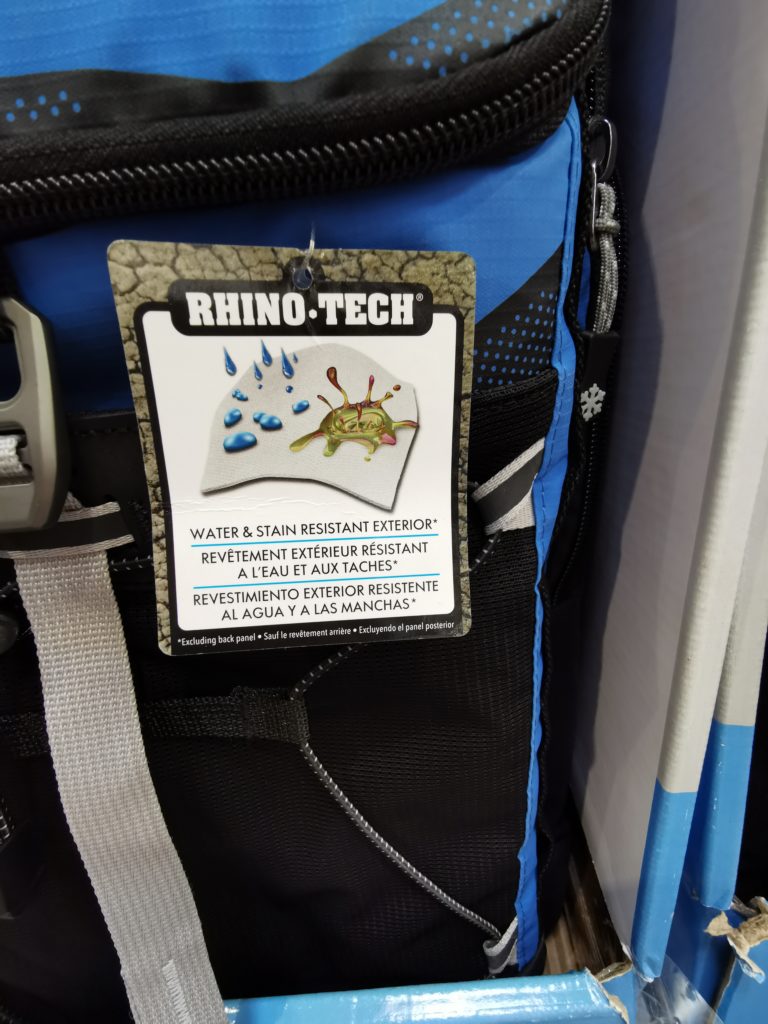 RHINO·TECH®
WATER & STAIN RESISTANT EXTERIOR*
REVÊTEMENT EXTÉRIEUR RÉSISTANT
A L'EAU ET AUX TACHES*
REVESTIMIENTO EXTERIOR RESISTENTE
AL AGUA Y A LAS MANCHAS*
*Excluding back panel • Sauf le revêtement arrière • Excluyendo el panel posterior